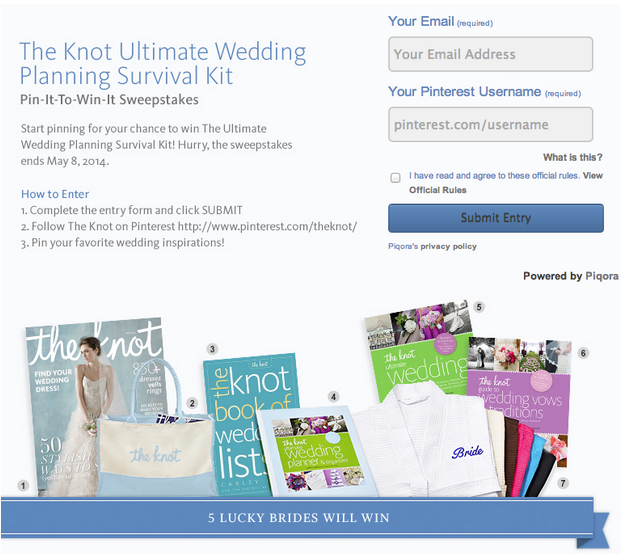 The Knot Ultimate Wedding
Planning Survival Kit
Pin-It-To-Win-It Sweepstakes
Start pinning for your chance to win The Ultimate
Wedding Planning Survival Kit! Hurry, the sweepstakes
ends May 8, 2014.
How to Enter
1. Complete the entry form and click SUBMIT
2. Follow The Knot on Pinterest http://www.pinterest.com/theknot/
3. Pin your favorite wedding inspirations!
Your Email (required)
Your Email Address
Your Pinterest Username (required)
pinterest.com/username
What is this?
I have read and agree to these official rules. View
Official Rules
Submit Entry
Piqora's privacy policy
Powered by Piqora
the knot
FIND YOUR
WEDDING
DRESS!
850+
dresses
veils
rings
50
1
2
the knot
3
the knot
the
knot
book of
wedd
lists
4
the knot
wedding
planner
5
the knot
ultimate
wedding
6
the knot
guide to
wedding vows
traditions
Bride
7
5 LUCKY BRIDES WILL WIN